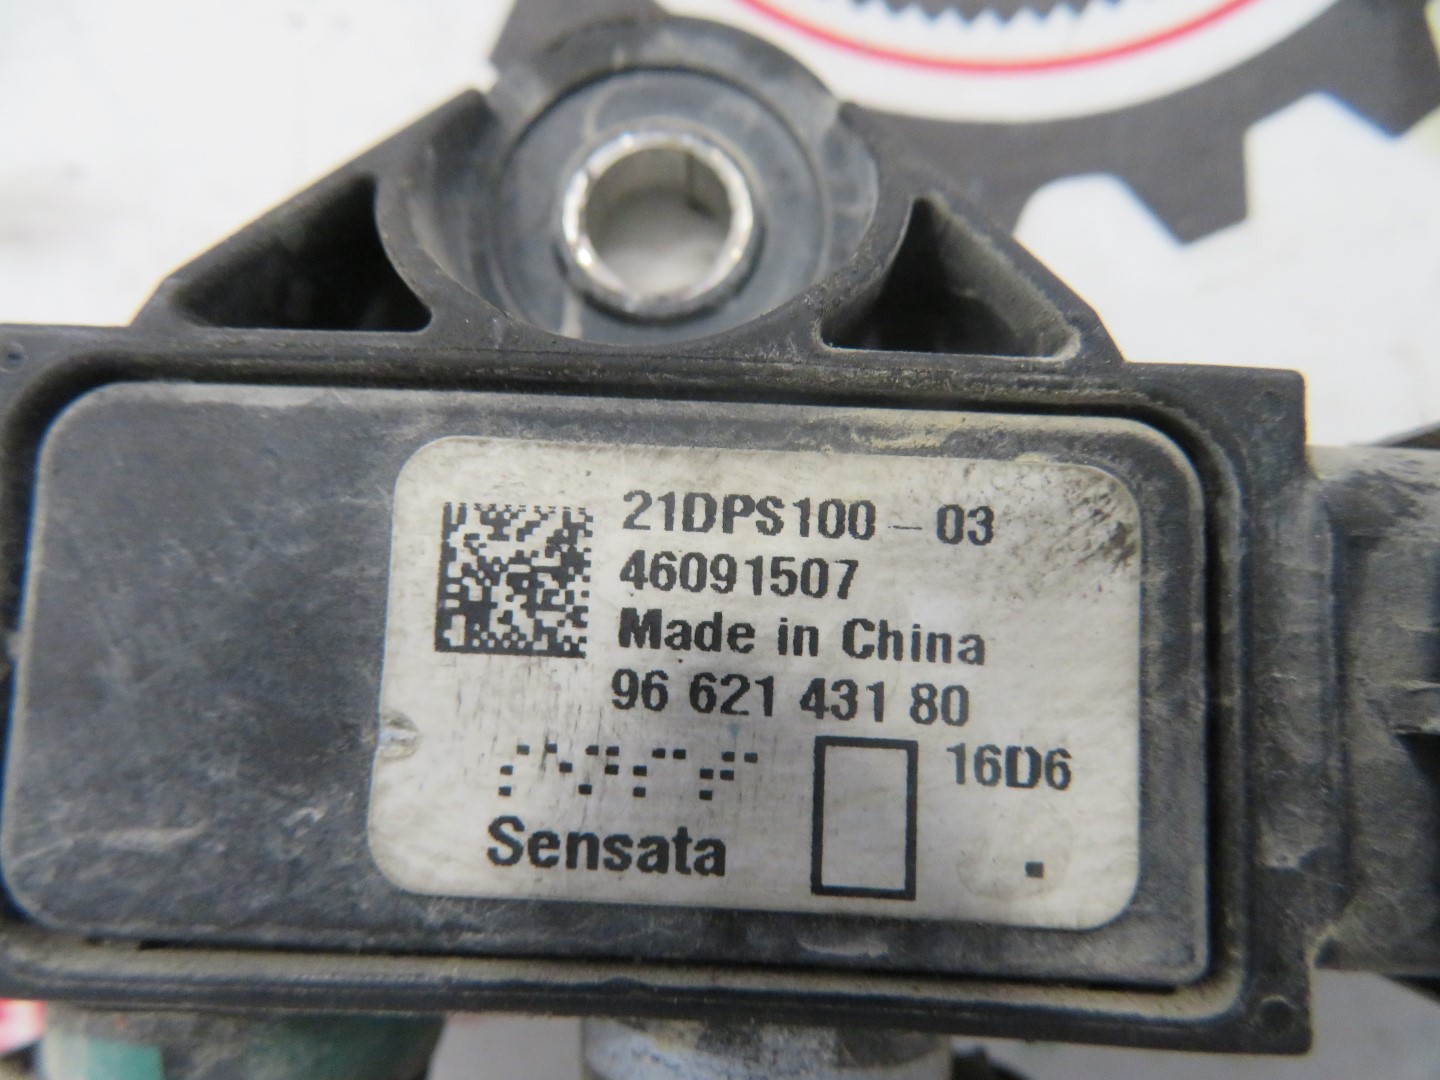 21DPS100 - 03
46091507
Made in China
96 621 431 80
16D6
Sensata